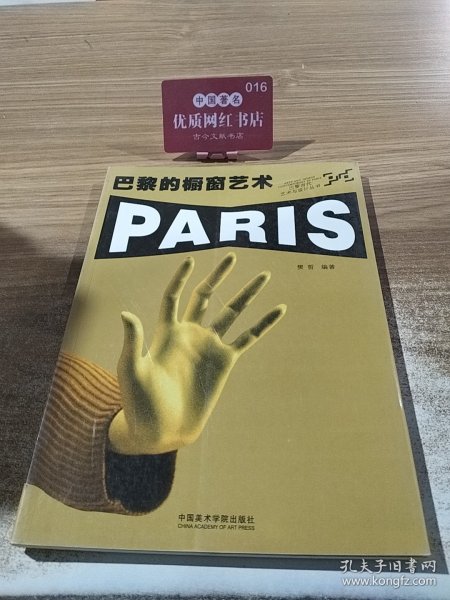 016
中国著名
优质网红书店
古今文献书店
巴黎的橱窗艺术
PARIS
樊哲 编著
中国美术学院出版社
CHINA ACADEMY OF ART PRESS
孔夫子旧书网
www.kongfz.com